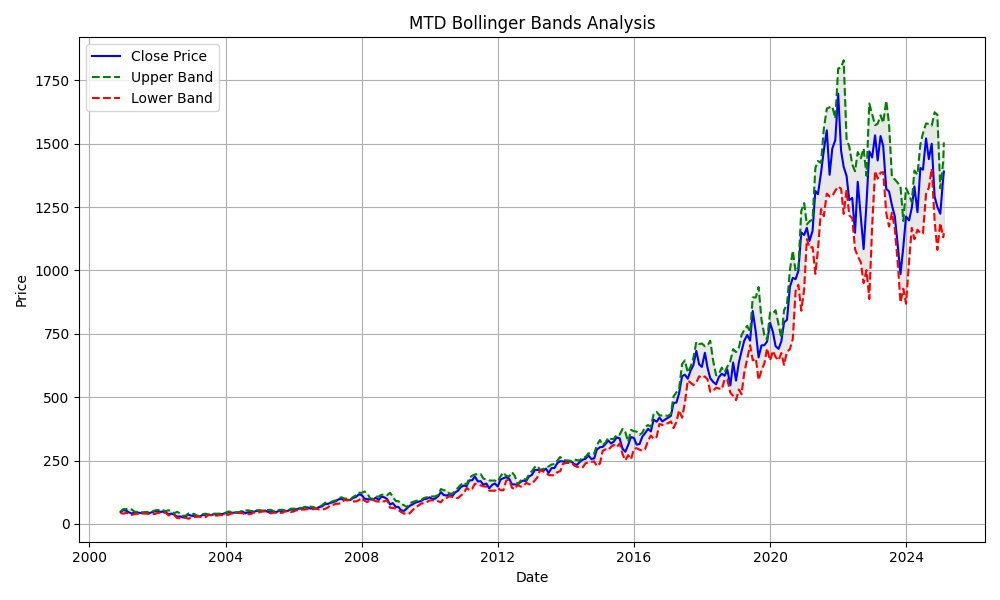 MTD Bollinger Bands Analysis
Close Price
Upper Band
Lower Band
Price
1750
1500
1250
1000
750
500
250
0
2000 2004 2008 2012 2016 2020 2024
Date